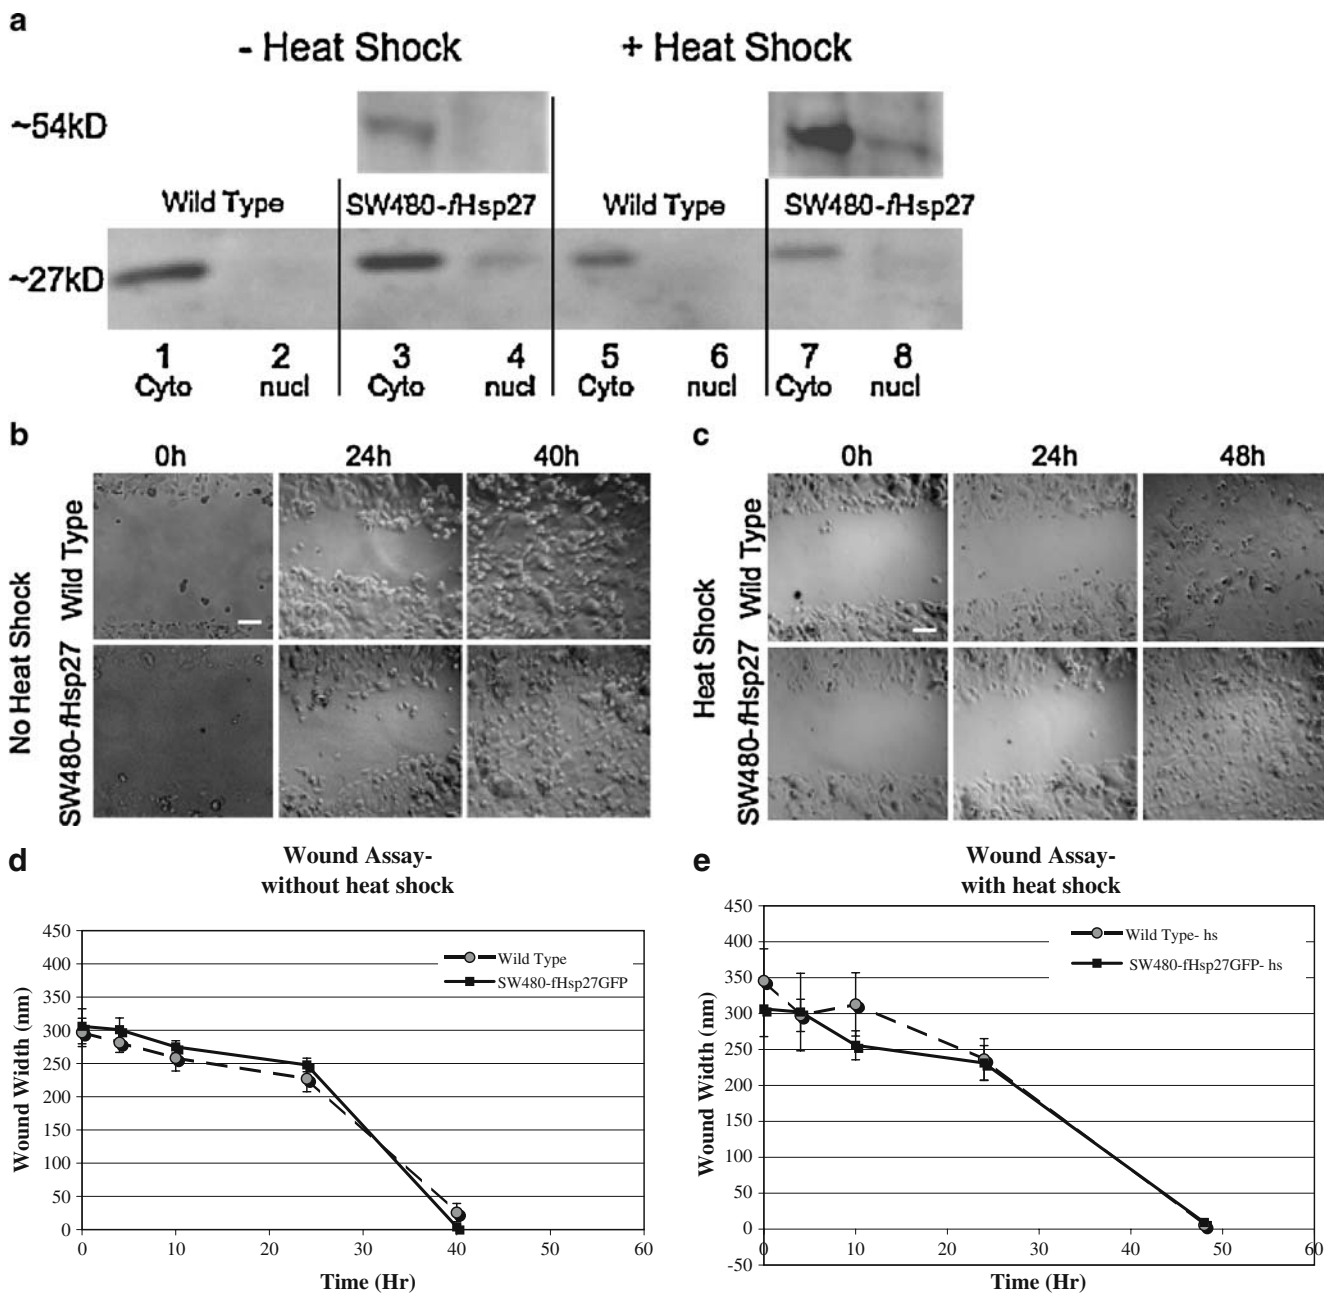 a
- Heat Shock + Heat Shock
~54kD
Wild Type SW480-fHsp27 Wild Type SW480-fHsp27
~27kD
1 2 3 4 5 6 7 8
Cyto nucl Cyto nucl Cyto nucl Cyto nucl
b
0h 24h 40h
No Heat Shock
Wild Type
SW480-fHsp27
c
0h 24h 48h
Heat Shock
Wild Type
SW480-fHsp27
d
Wound Assay-
without heat shock
Wound Width (nm)
450
400
350
300
250
200
150
100
50
0
Wild Type
SW480-fHsp27GFP
0 10 20 30 40 50 60
Time (Hr)
e
Wound Assay-
with heat shock
Wound Width (nm)
450
400
350
300
250
200
150
100
50
0
-50
Wild Type- hs
SW480-fHsp27GFP- hs
0 10 20 30 40 50 60
Time (Hr)